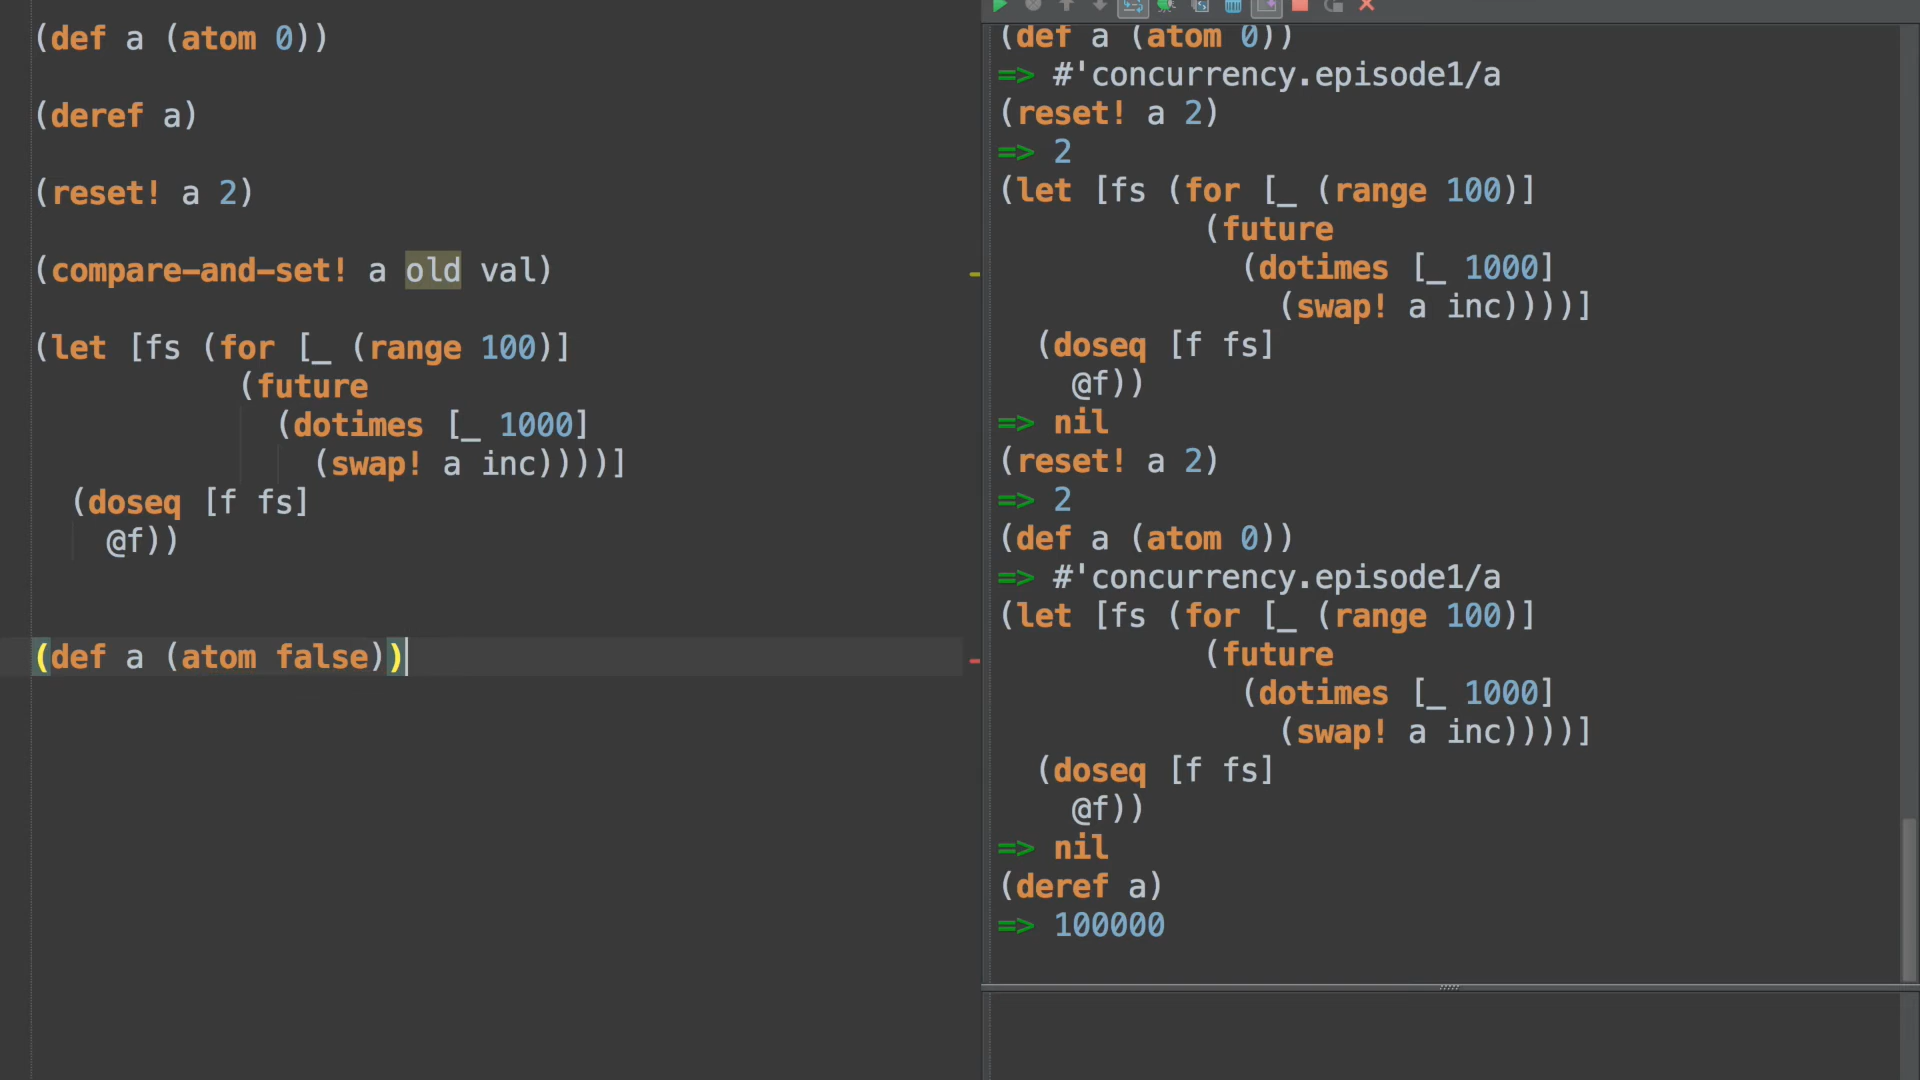 (def a (atom 0))
(deref a)
(reset! a 2)
(compare-and-set! a old val)
(let [fs (for [_ (range 100)]
(future
(dotimes [_ 1000]
(swap! a inc))))]
(doseq [f fs]
@f))
(def a (atom false))
(def a (atom 0))
=> #'concurrency.episode1/a
(reset! a 2)
=> 2
(let [fs (for [_ (range 100)]
(future
(dotimes [_ 1000]
(swap! a inc))))]
(doseq [f fs]
@f))
=> nil
(reset! a 2)
=> 2
(def a (atom 0))
=> #'concurrency.episode1/a
(let [fs (for [_ (range 100)]
(future
(dotimes [_ 1000]
(swap! a inc))))]
(doseq [f fs]
@f))
=> nil
(deref a)
=> 100000